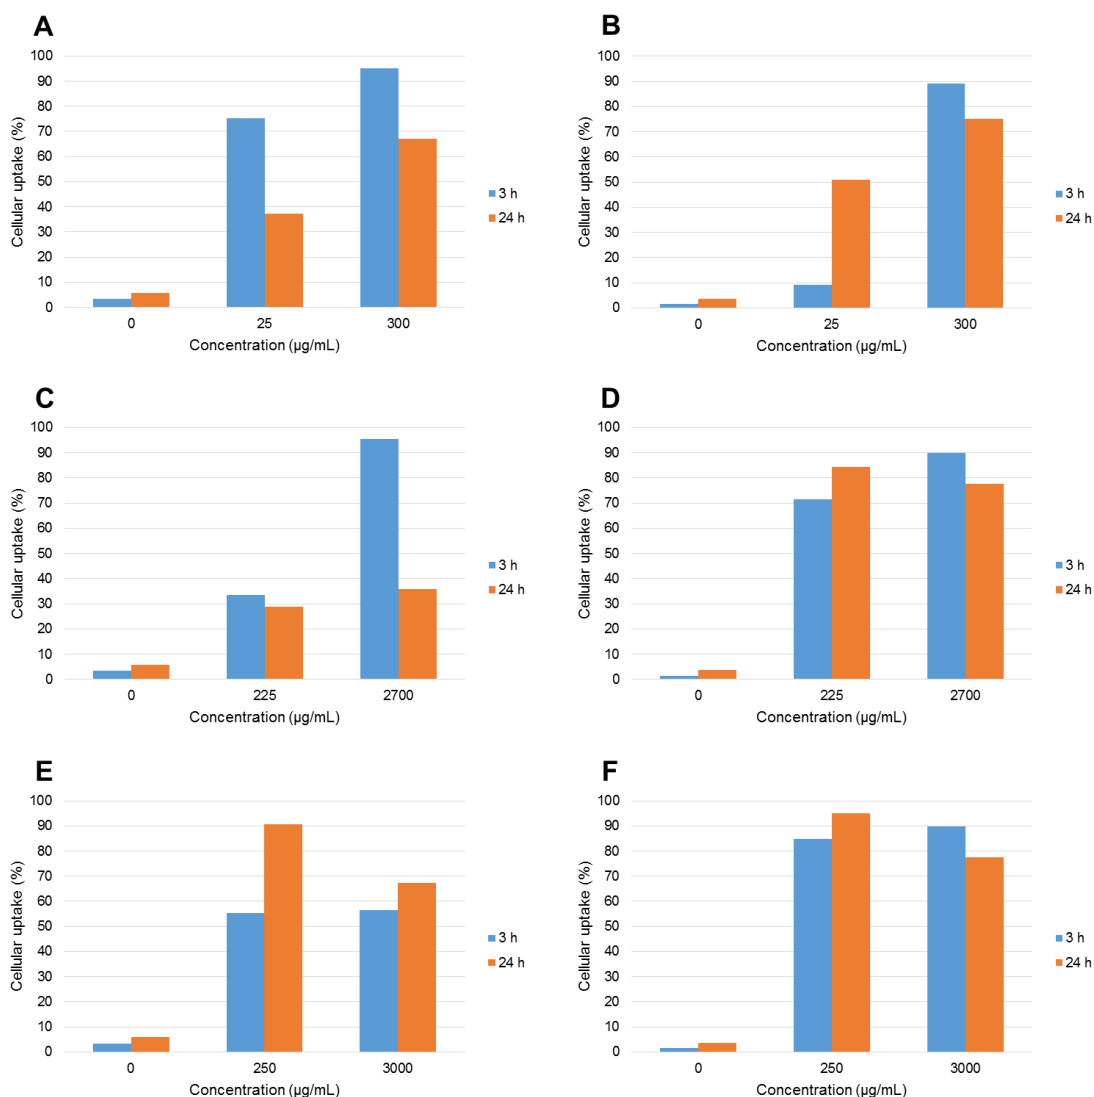 A
Cellular uptake (%)
100
90
80
70
60
50
40
30
20
10
0
0 25 300
Concentration (µg/mL)
3 h
24 h
B
Cellular uptake (%)
100
90
80
70
60
50
40
30
20
10
0
0 25 300
Concentration (µg/mL)
3 h
24 h
C
Cellular uptake (%)
100
90
80
70
60
50
40
30
20
10
0
0 225 2700
Concentration (µg/mL)
3 h
24 h
D
Cellular uptake (%)
100
90
80
70
60
50
40
30
20
10
0
0 225 2700
Concentration (µg/mL)
3 h
24 h
E
Cellular uptake (%)
100
90
80
70
60
50
40
30
20
10
0
0 250 3000
Concentration (µg/mL)
3 h
24 h
F
Cellular uptake (%)
100
90
80
70
60
50
40
30
20
10
0
0 250 3000
Concentration (µg/mL)
3 h
24 h